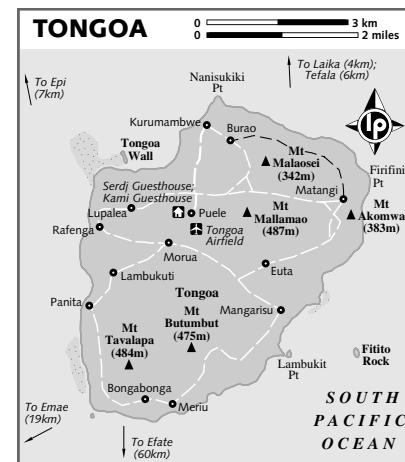 TONGOA
0 3 km
0 2 miles
To Epi
(7km)
To Laika (4km);
Tefala (6km)
Nanisukiki
Pt
Kurumambwe
Burao
lp
Tongoa
Wall
Mt
Malaosei
(342m)
Firifini
Pt
Serdj Guesthouse;
Kami Guesthouse
Matangi
Lupalea
Puele
Mt
Mallamao
(487m)
Mt
Akomwa
(383m)
Rafenga
Tongoa
Airfield
Morua
Euta
Lambukuti
Tongoa
Panita
Mangarisu
Mt
Butumbut
(475m)
Mt
Tavalapa
(484m)
Lambukit
Pt
Fitito
Rock
Bongabonga
Meriu
SOUTH
PACIFIC
OCEAN
To Emae
(19km)
To Efate
(60km)